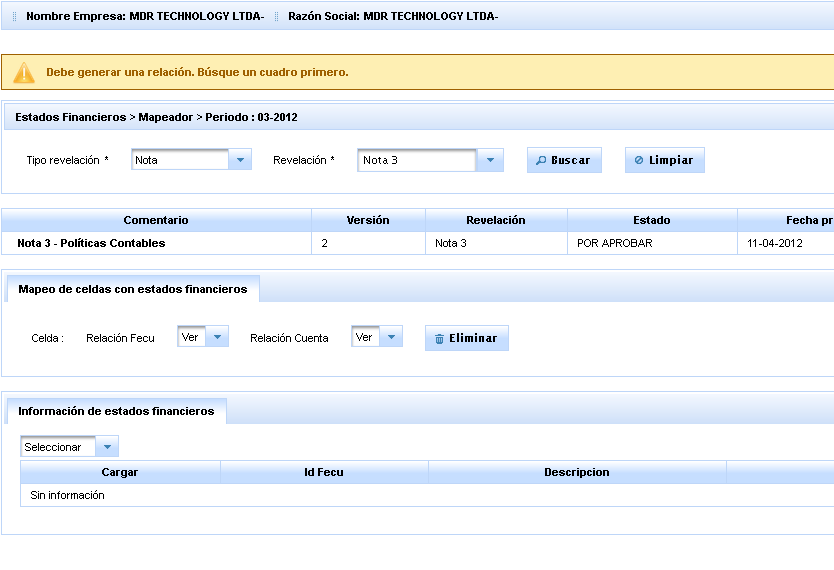 Nombre Empresa: MDR TECHNOLOGY LTDA- Razón Social: MDR TECHNOLOGY LTDA-
Debe generar una relación. Búsque un cuadro primero.
Estados Financieros > Mapeador > Periodo : 03-2012
Tipo revelación * Nota Revelación * Nota 3 Buscar Limpiar
Comentario Versión Revelación Estado Fecha pr
Nota 3 - Políticas Contables 2 Nota 3 POR APROBAR 11-04-2012
Mapeo de celdas con estados financieros
Celda : Relación Fecu Ver Relación Cuenta Ver Eliminar
Información de estados financieros
Seleccionar
Cargar Id Fecu Descripcion
Sin información